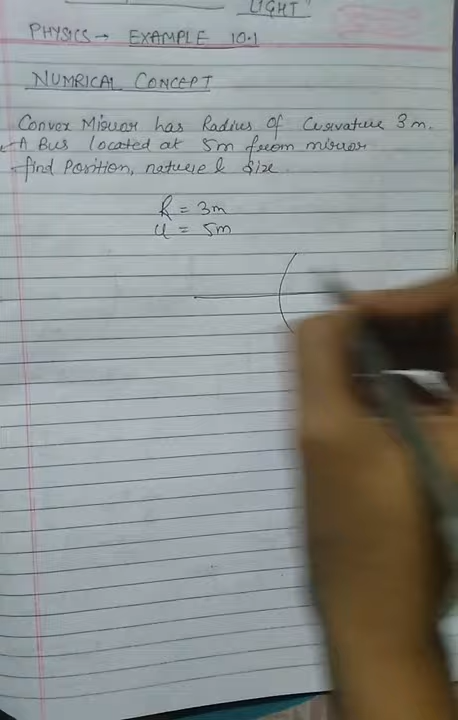 LIGHT"
PHYSICS → EXAMPLE 10.1
NUMRICAL CONCEPT
Convex Mirror has Radius of Curvature 3m.
A Bus located at 5m from mirror
find Position, nature & Size.
R = 3m
u = 5m